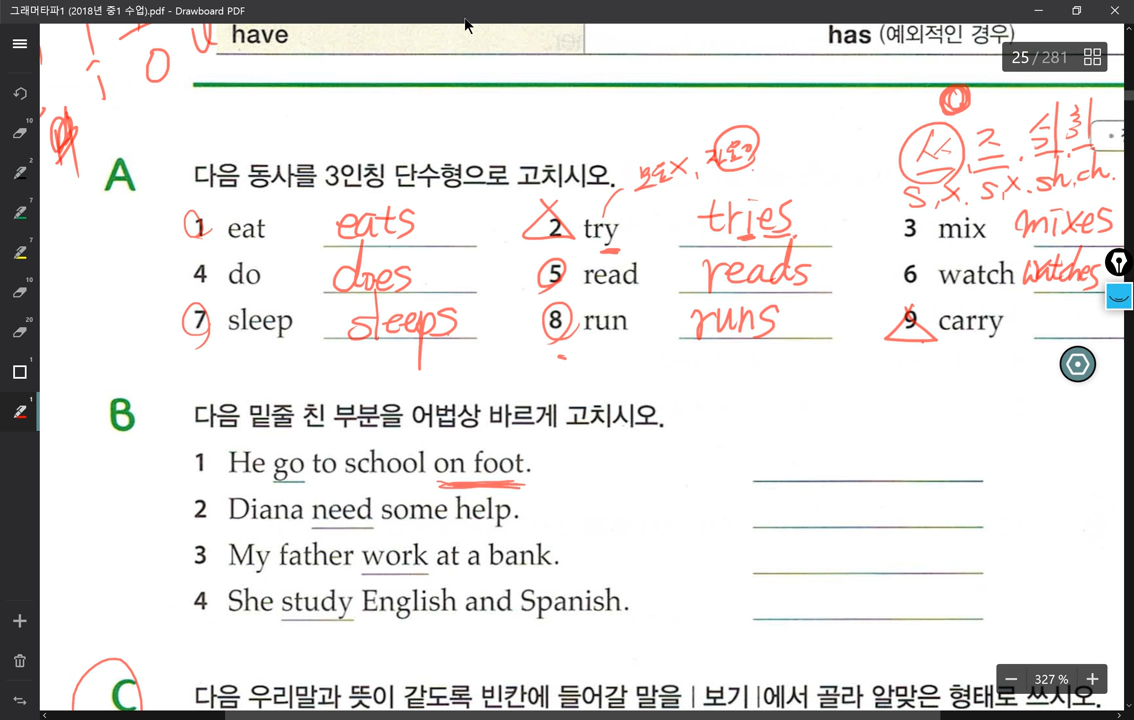 그래머타파1 (2018년 중1 수업).pdf - Drawboard PDF
have has (예외적인 경우)
25 / 281
A 다음 동사를 3인칭 단수형으로 고치시오.
모음X,
s, x, s, x. sh, ch.
1 eat eats 2 try tries 3 mix mixes
4 do does 5 read reads 6 watch watches
7 sleep sleeps 8 run runs 9 carry
B 다음 밑줄 친 부분을 어법상 바르게 고치시오.
1 He go to school on foot.
2 Diana need some help.
3 My father work at a bank.
4 She study English and Spanish.
327 %
C 다음 우리말과 뜻이 같도록 빈칸에 들어갈 말을 | 보기 |에서 골라 알맞은 형태로 쓰시오.